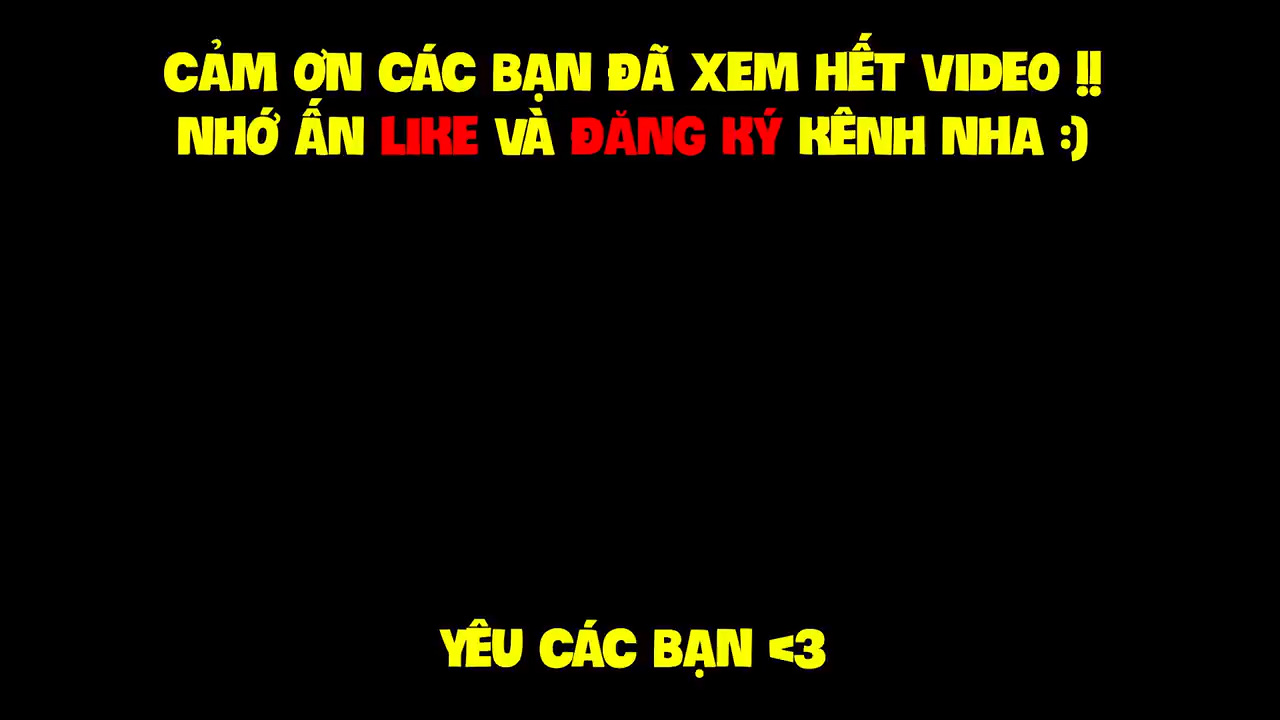 CẢM ƠN CÁC BẠN ĐÃ XEM HẾT VIDEO !!
NHỚ ẤN LIKE VÀ ĐĂNG KÝ KÊNH NHA :)
YÊU CÁC BẠN <3